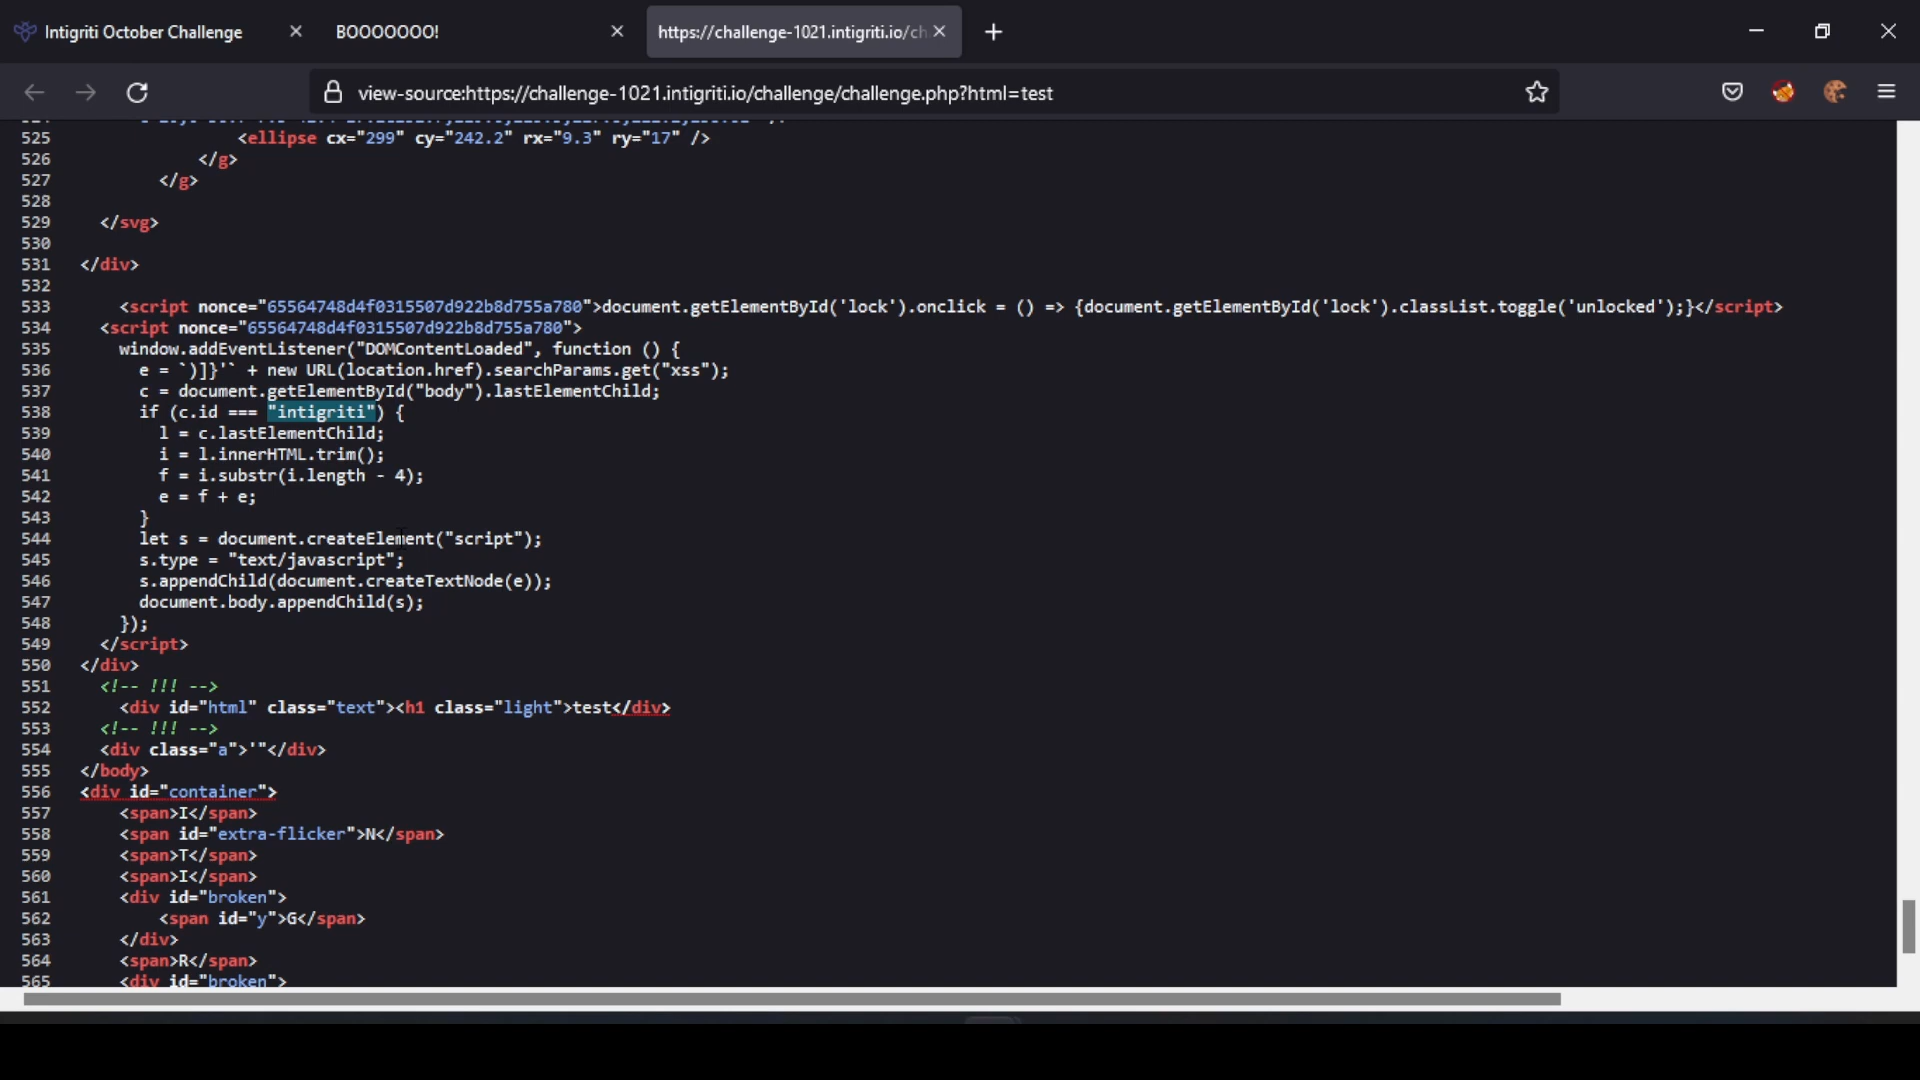 Intigriti October Challenge
BOOOOOOO!
https://challenge-1021.intigriti.io/ch
view-source:https://challenge-1021.intigriti.io/challenge/challenge.php?html=test
525 <ellipse cx="299" cy="242.2" rx="9.3" ry="17" />
526 </g>
527 </g>
528
529 </svg>
530
531 </div>
532
533 <script nonce="65564748d4f0315507d922b8d755a780">document.getElementById('lock').onclick = () => {document.getElementById('lock').classList.toggle('unlocked');}</script>
534 <script nonce="65564748d4f0315507d922b8d755a780">
535 window.addEventListener("DOMContentLoaded", function () {
536 e = `)]}'` + new URL(location.href).searchParams.get("xss");
537 c = document.getElementById("body").lastElementChild;
538 if (c.id === "intigriti") {
539 l = c.lastElementChild;
540 i = l.innerHTML.trim();
541 f = i.substr(i.length - 4);
542 e = f + e;
543 }
544 let s = document.createElement("script");
545 s.type = "text/javascript";
546 s.appendChild(document.createTextNode(e));
547 document.body.appendChild(s);
548 });
549 </script>
550 </div>
551 <!-- !!! -->
552 <div id="html" class="text"><h1 class="light">test</div>
553 <!-- !!! -->
554 <div class="a">'"</div>
555 </body>
556 <div id="container">
557 <span>I</span>
558 <span id="extra-flicker">N</span>
559 <span>T</span>
560 <span>I</span>
561 <div id="broken">
562 <span id="y">G</span>
563 </div>
564 <span>R</span>
565 <div id="broken">